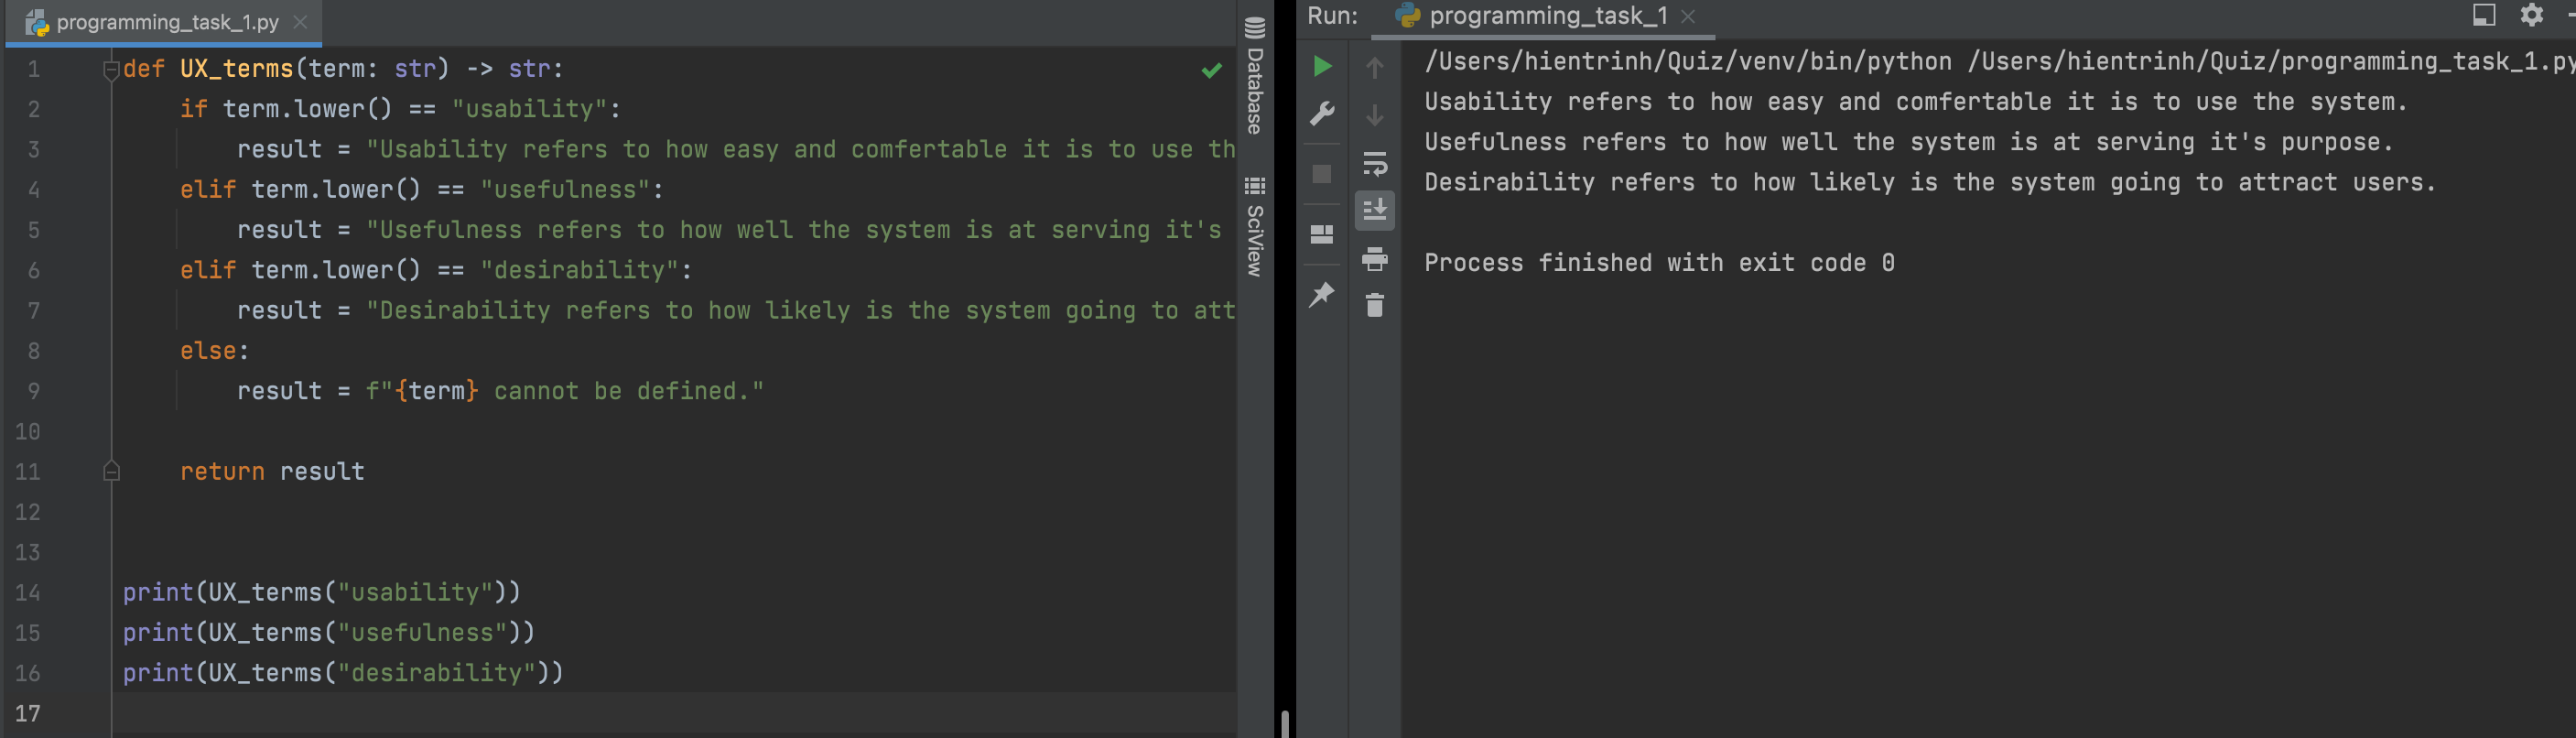 programming_task_1.py
1 def UX_terms(term: str) -> str:
2 if term.lower() == "usability":
3 result = "Usability refers to how easy and comfertable it is to use th
4 elif term.lower() == "usefulness":
5 result = "Usefulness refers to how well the system is at serving it's
6 elif term.lower() == "desirability":
7 result = "Desirability refers to how likely is the system going to att
8 else:
9 result = f"{term} cannot be defined."
10
11 return result
12
13
14 print(UX_terms("usability"))
15 print(UX_terms("usefulness"))
16 print(UX_terms("desirability"))
17
Database
SciView
Run: programming_task_1
/Users/hientrinh/Quiz/venv/bin/python /Users/hientrinh/Quiz/programming_task_1.py
Usability refers to how easy and comfertable it is to use the system.
Usefulness refers to how well the system is at serving it's purpose.
Desirability refers to how likely is the system going to attract users.
Process finished with exit code 0